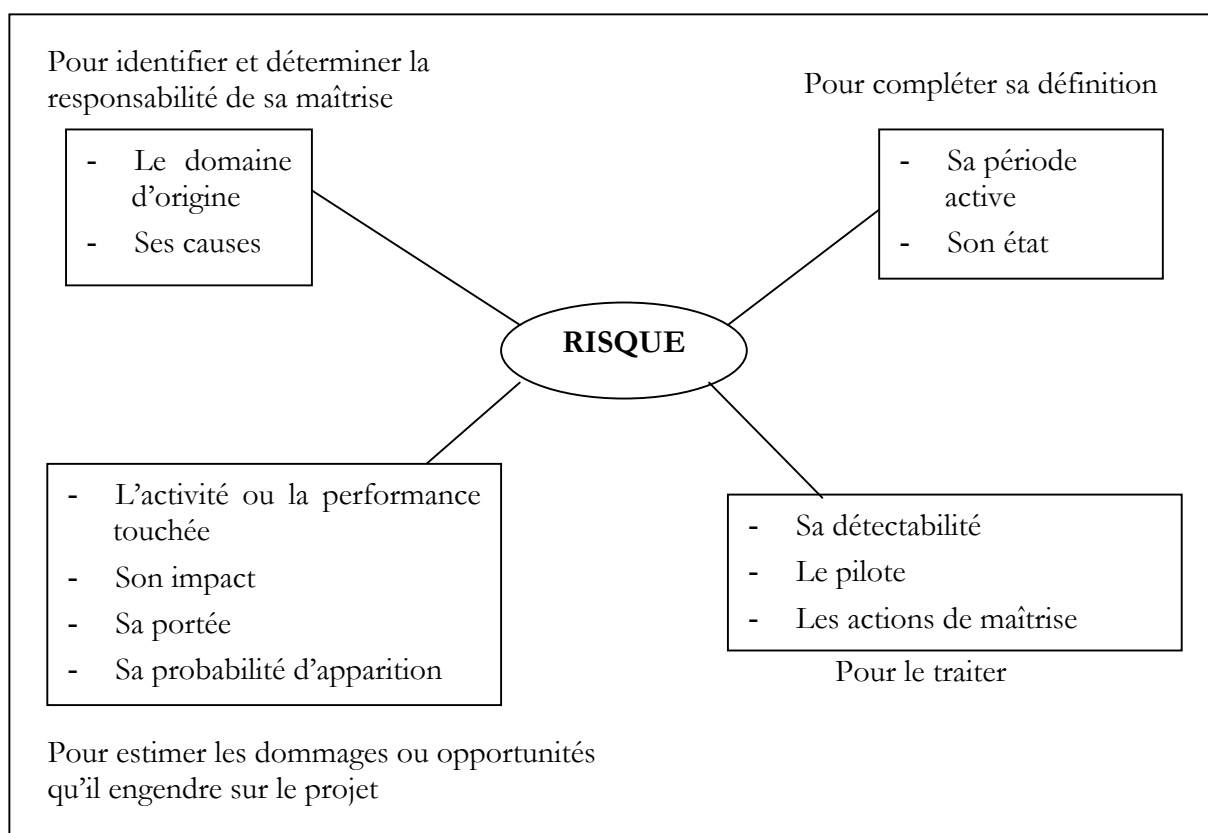 Pour identifier et déterminer la
responsabilité de sa maîtrise
- Le domaine
d’origine
- Ses causes
Pour compléter sa définition
- Sa période
active
- Son état
RISQUE
- L’activité ou la performance
touchée
- Son impact
- Sa portée
- Sa probabilité d’apparition
Pour estimer les dommages ou opportunités
qu’il engendre sur le projet
- Sa détectabilité
- Le pilote
- Les actions de maîtrise
Pour le traiter